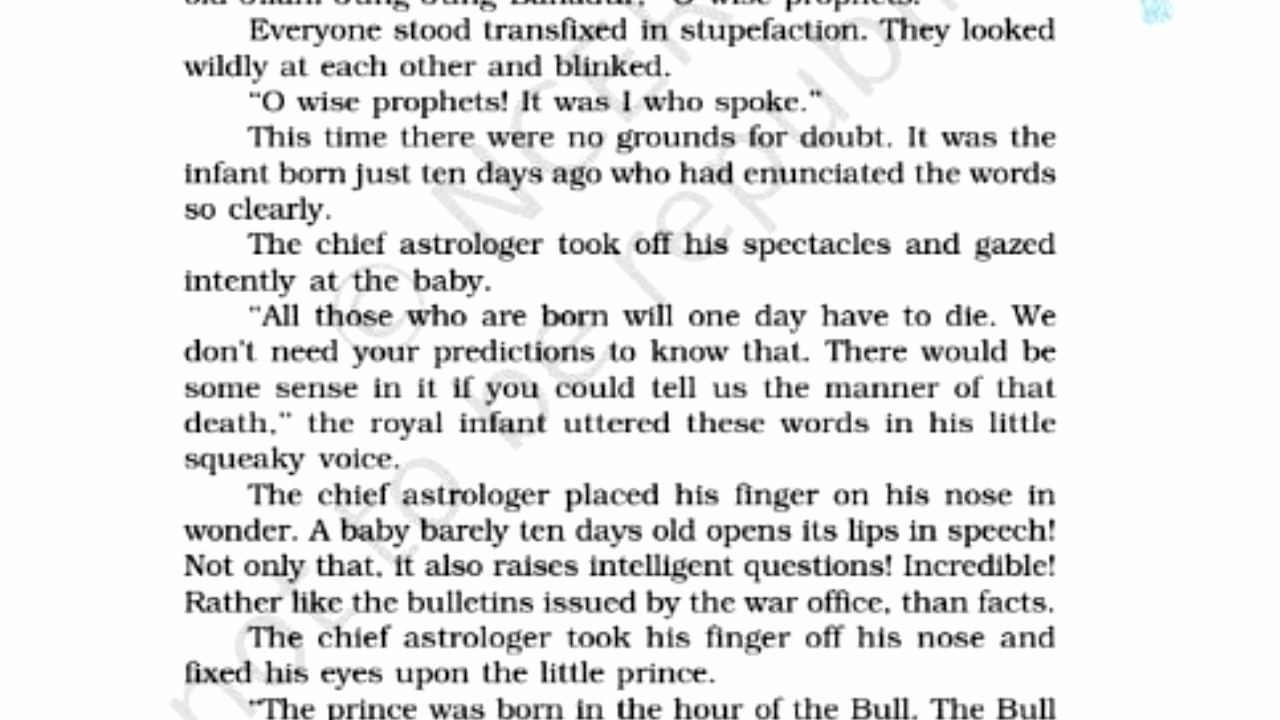 Everyone stood transfixed in stupefaction. They looked
wildly at each other and blinked.
"O wise prophets! It was I who spoke."
This time there were no grounds for doubt. It was the
infant born just ten days ago who had enunciated the words
so clearly.
The chief astrologer took off his spectacles and gazed
intently at the baby.
"All those who are born will one day have to die. We
don't need your predictions to know that. There would be
some sense in it if you could tell us the manner of that
death," the royal infant uttered these words in his little
squeaky voice.
The chief astrologer placed his finger on his nose in
wonder. A baby barely ten days old opens its lips in speech!
Not only that, it also raises intelligent questions! Incredible!
Rather like the bulletins issued by the war office, than facts.
The chief astrologer took his finger off his nose and
fixed his eyes upon the little prince.
"The prince was born in the hour of the Bull. The Bull
© NCER
not to be republi